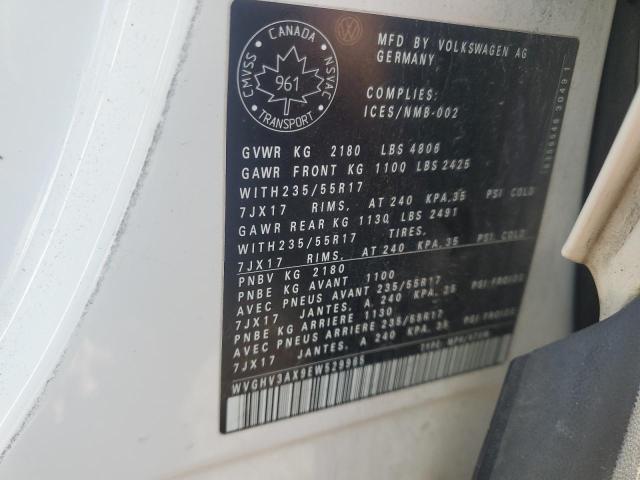 CANADA
CMVSS
NSVAC
961
TRANSPORT
MFD BY VOLKSWAGEN AG
GERMANY
COMPLIES:
ICES/NMB-002
GVWR KG 2180 LBS 4806
GAWR FRONT KG 1100 LBS 2425
WITH235/55R17
7JX17 RIMS, AT 240 KPA,35 PSI COLD
GAWR REAR KG 1130 LBS 2491
WITH235/55R17 TIRES,
7JX17 RIMS, AT 240 KPA,35 PSI COLD
PNBV KG 2180
PNBE KG AVANT 1100
AVEC PNEUS AVANT 235/55R17
7JX17 JANTES, A 240 KPA,35 PSI FROIDS
PNBE KG ARRIERE 1130
AVEC PNEUS ARRIERE 235/55R17
7JX17 JANTES, A 240 KPA,35 PSI FROIDS
WVGHV3AX9EW529965